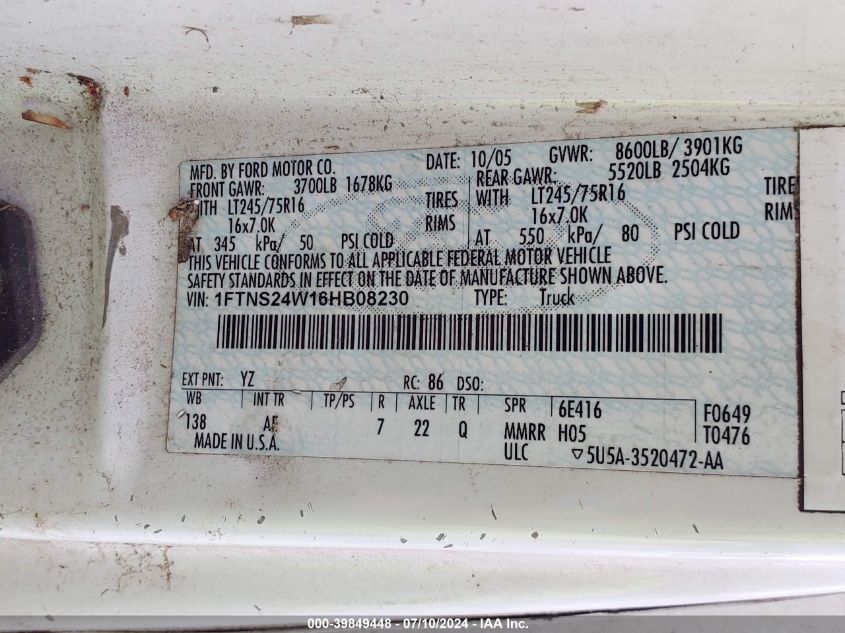 MFD. BY FORD MOTOR CO. DATE: 10/05 GVWR: 8600LB/ 3901KG
FRONT GAWR: 3700LB 1678KG REAR GAWR: 5520LB 2504KG
WITH LT245/75R16 TIRES WITH LT245/75R16 TIRE
16x7.0K RIMS 16x7.0K RIM
AT 345 kPa/ 50 PSI COLD AT 550 kPa/ 80 PSI COLD
THIS VEHICLE CONFORMS TO ALL APPLICABLE FEDERAL MOTOR VEHICLE
SAFETY STANDARDS IN EFFECT ON THE DATE OF MANUFACTURE SHOWN ABOVE.
VIN: 1FTNS24W16HB08230 TYPE: Truck
EXT PNT: YZ RC: 86 DSO:
WB INT TR TP/PS R AXLE TR SPR 6E416 F0649
138 AE 7 22 Q MMRR H05 T0476
MADE IN U.S.A. ULC ▽5U5A-3520472-AA
000-39849448 - 07/10/2024 - IAA Inc.